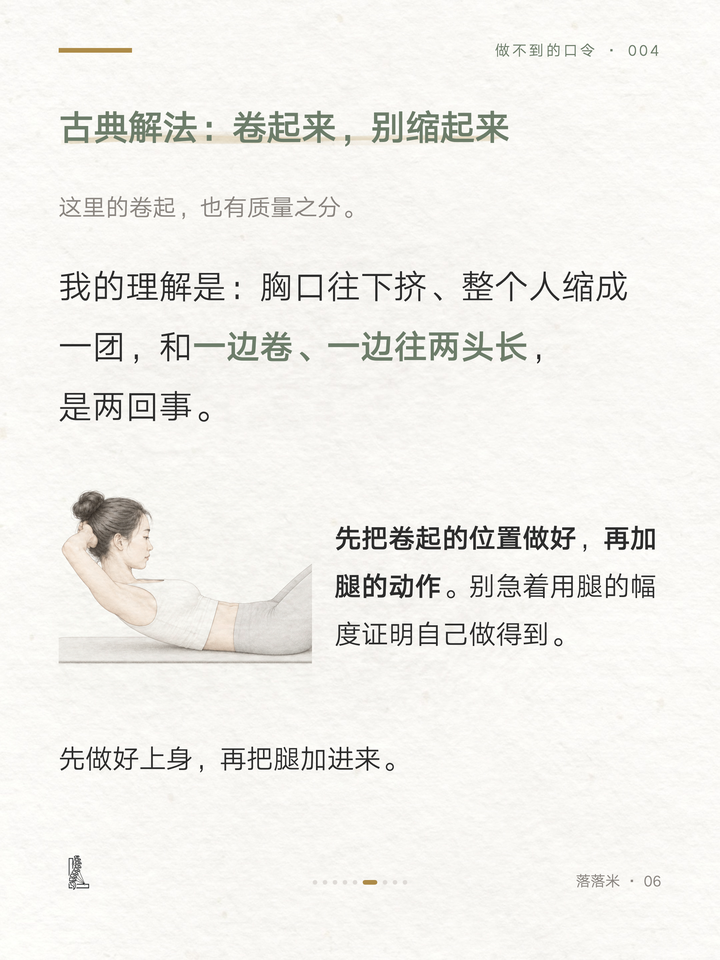 做不到的口令 · 004
古典解法：卷起来，别缩起来
这里的卷起，也有质量之分。
我的理解是：胸口往下挤、整个人缩成
一团，和一边卷、一边往两头长，
是两回事。
先把卷起的位置做好，再加
腿的动作。别急着用腿的幅
度证明自己做得到。
先做好上身，再把腿加进来。
落落米 · 06